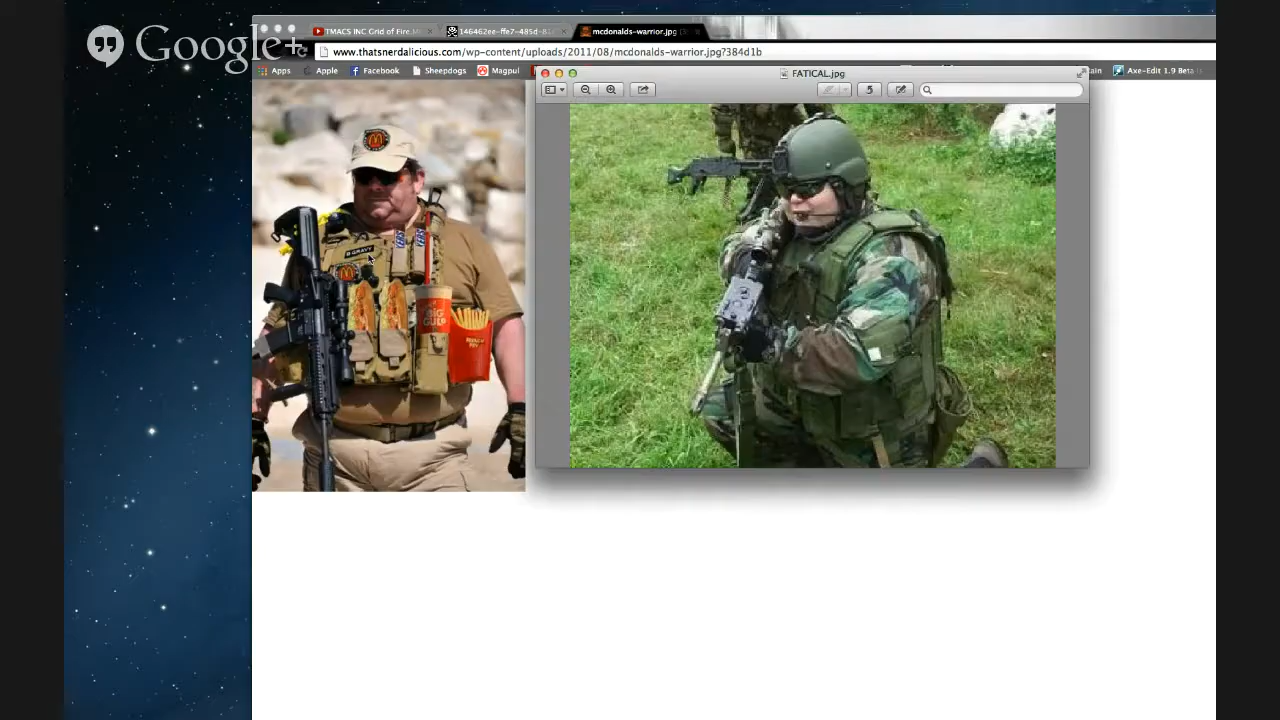 Google+
TMACS INC Grid of Fire.M
146462ee-ffe7-485d-81
mcdonalds-warrior.jpg
www.thatsnerdalicious.com/wp-content/uploads/2011/08/mcdonalds-warrior.jpg?384d1b
Apps
Apple
Facebook
Sheepdogs
Magpul
Axe-Edit 1.9 Beta
FATICAL.jpg
B GRAVY
BIG
GULP